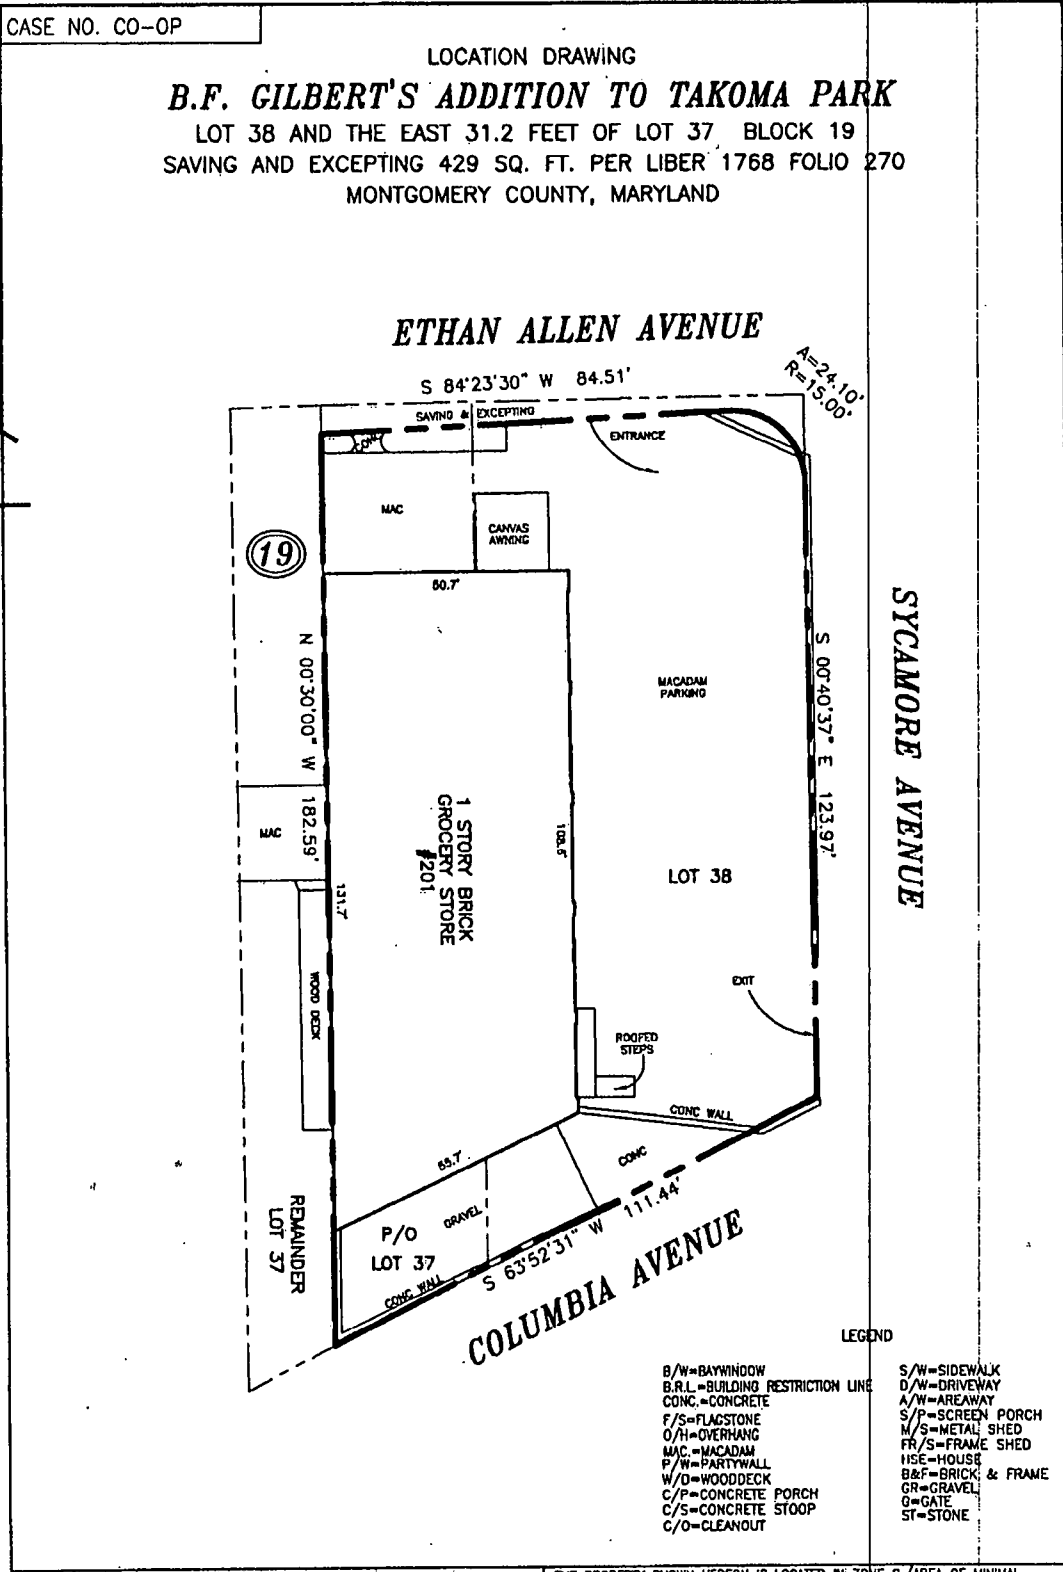 CASE NO. CO-OP
LOCATION DRAWING
B.F. GILBERT'S ADDITION TO TAKOMA PARK
LOT 38 AND THE EAST 31.2 FEET OF LOT 37 BLOCK 19
SAVING AND EXCEPTING 429 SQ. FT. PER LIBER 1768 FOLIO 270
MONTGOMERY COUNTY, MARYLAND
ETHAN ALLEN AVENUE
A=24.10'
R=15.00'
S 84°23'30" W 84.51'
SAVING & EXCEPTING
CONC
ENTRANCE
MAC
CANVAS
AWNING
19
50.7'
N 00°30'00" W 182.59'
MACADAM
PARKING
S 00°40'37" E 123.97'
SYCAMORE AVENUE
MAC
1 STORY BRICK
GROCERY STORE
#201
108.5'
LOT 38
131.7'
WOOD DECK
EXIT
ROOFED
STEPS
CONC WALL
CONC
55.7'
GRAVEL
P/O
LOT 37
CONC WALL
REMAINDER
LOT 37
S 63°52'31" W 111.44'
COLUMBIA AVENUE
LEGEND
B/W=BAYWINDOW
B.R.L.=BUILDING RESTRICTION LINE
CONC.=CONCRETE
F/S=FLAGSTONE
O/H=OVERHANG
MAC.=MACADAM
P/W=PARTYWALL
W/D=WOODDECK
C/P=CONCRETE PORCH
C/S=CONCRETE STOOP
C/O=CLEANOUT
S/W=SIDEWALK
D/W=DRIVEWAY
A/W=AREAWAY
S/P=SCREEN PORCH
M/S=METAL SHED
FR/S=FRAME SHED
HSE=HOUSE
B&F=BRICK & FRAME
GR=GRAVEL
G=GATE
ST=STONE